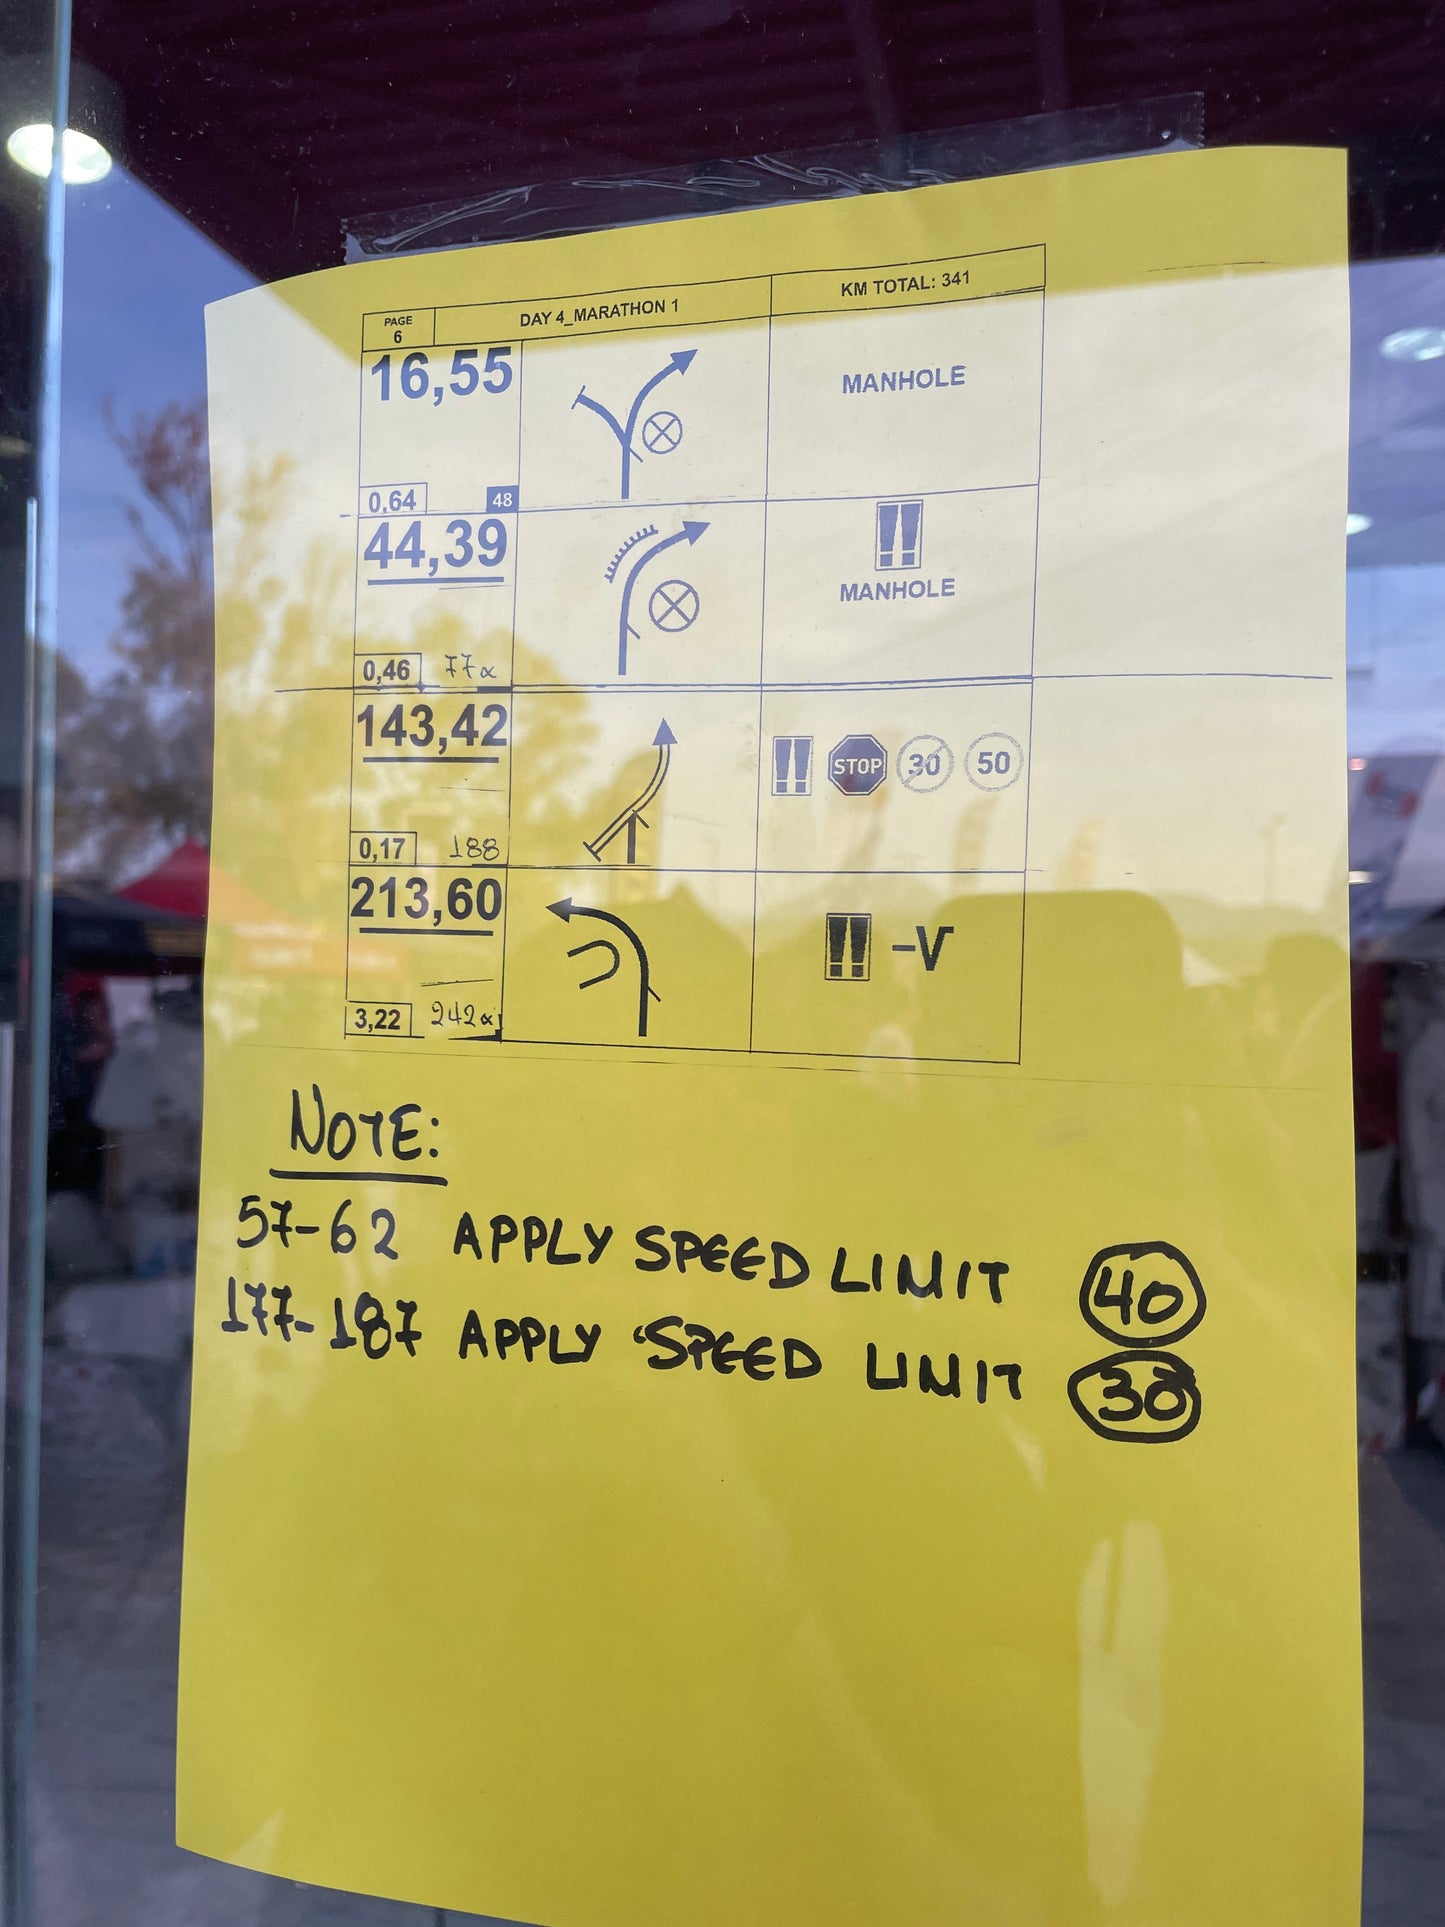 PAGE 6 DAY 4_MARATHON 1 KM TOTAL: 341
16,55 MANHOLE
0,64 48
44,39 !! MANHOLE
0,46 77α
143,42 !! STOP 30 50
0,17 188
213,60 !! -V
3,22 242α
NOTE:
57-62 APPLY SPEED LIMIT 40
177-187 APPLY SPEED LIMIT 30